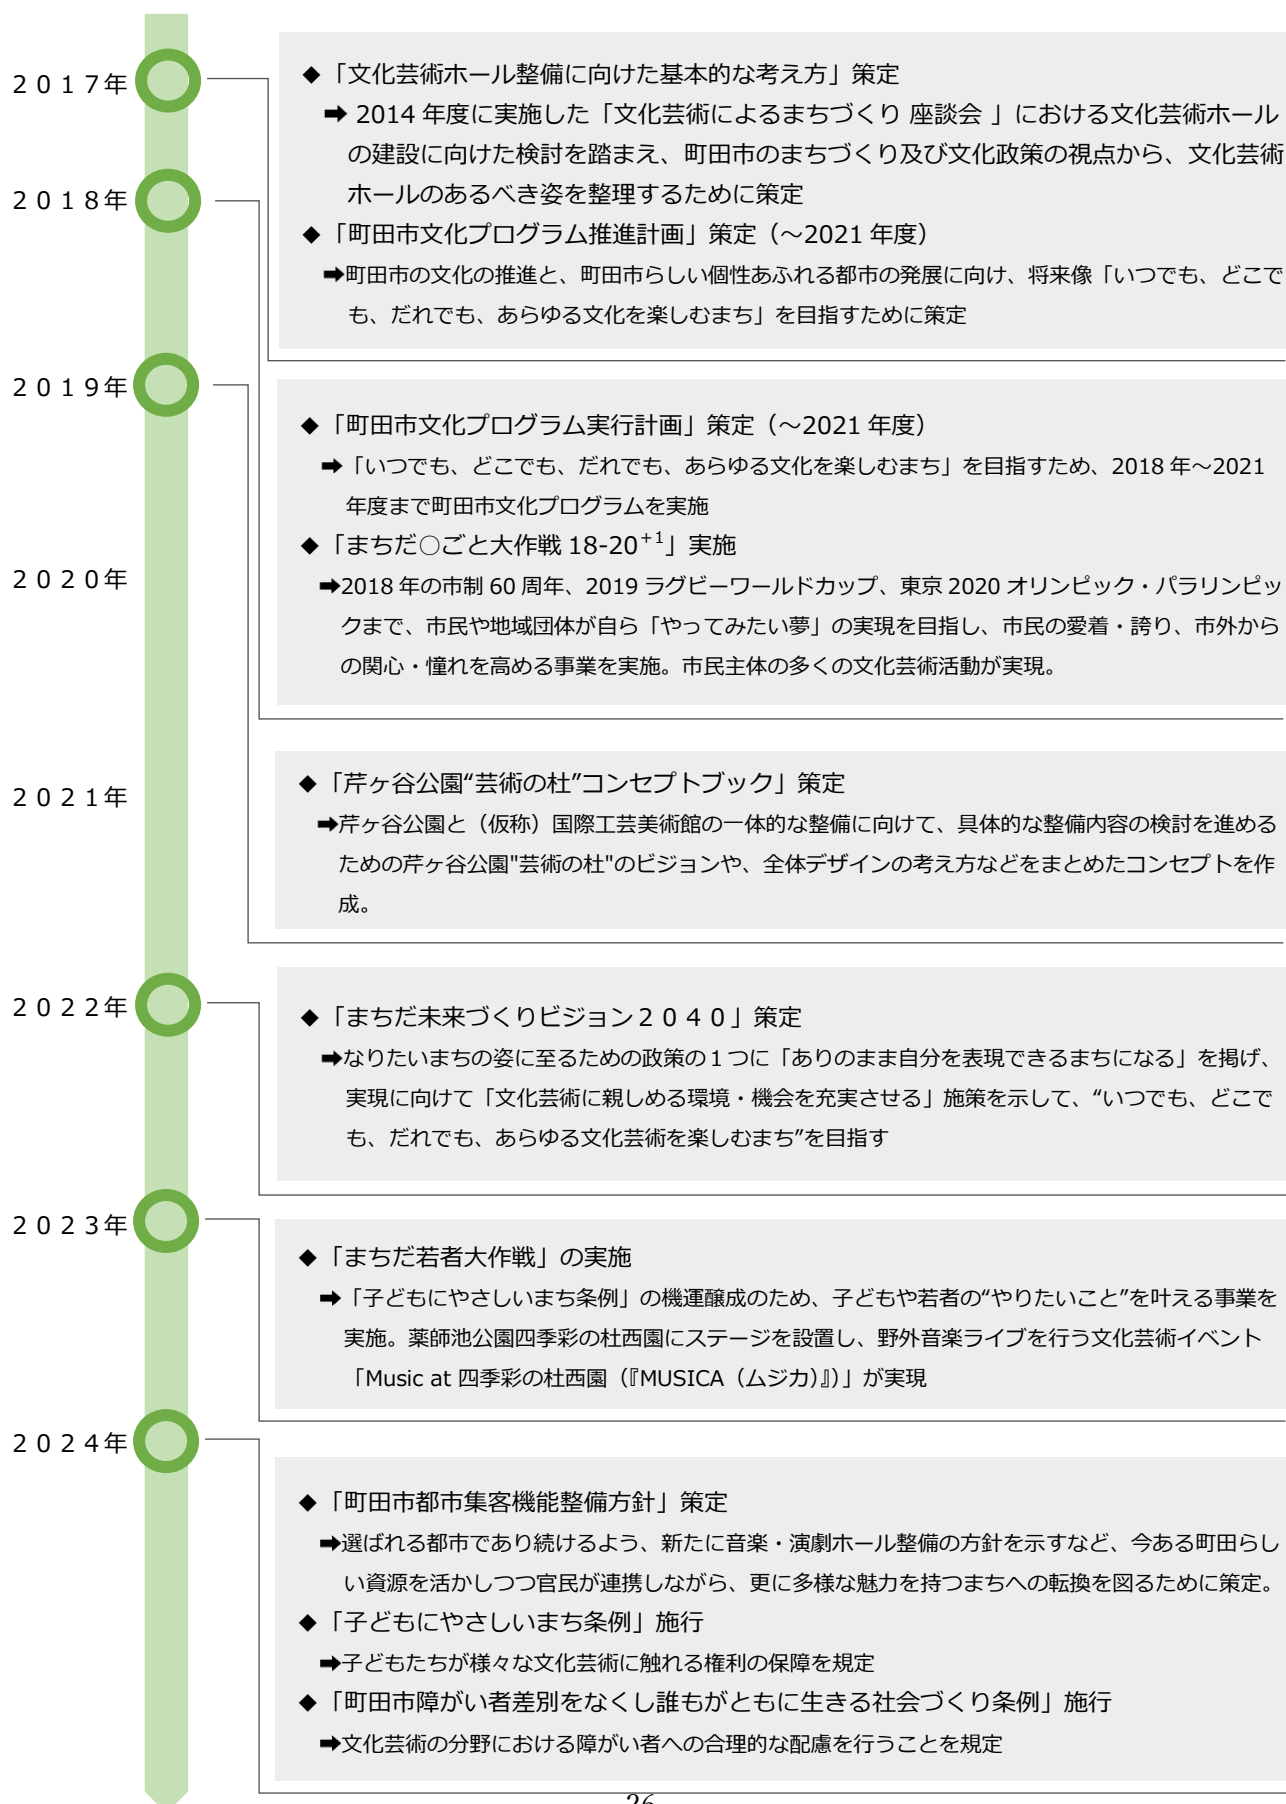 ２０１７年
◆「文化芸術ホール整備に向けた基本的な考え方」策定
➡ 2014 年度に実施した「文化芸術によるまちづくり 座談会 」における文化芸術ホール
の建設に向けた検討を踏まえ、町田市のまちづくり及び文化政策の視点から、文化芸術
ホールのあるべき姿を整理するために策定
◆「町田市文化プログラム推進計画」策定（～2021 年度）
➡町田市の文化の推進と、町田市らしい個性あふれる都市の発展に向け、将来像「いつでも、どこで
も、だれでも、あらゆる文化を楽しむまち」を目指すために策定
２０１８年
◆「町田市文化プログラム実行計画」策定（～2021 年度）
➡「いつでも、どこでも、だれでも、あらゆる文化を楽しむまち」を目指すため、2018 年～2021
年度まで町田市文化プログラムを実施
◆「まちだ○ごと大作戦 18-20⁺¹」実施
➡2018 年の市制 60 周年、2019 ラグビーワールドカップ、東京 2020 オリンピック・パラリンピッ
クまで、市民や地域団体が自ら「やってみたい夢」の実現を目指し、市民の愛着・誇り、市外から
の関心・憧れを高める事業を実施。市民主体の多くの文化芸術活動が実現。
２０１９年
◆「芹ヶ谷公園“芸術の杜”コンセプトブック」策定
➡芹ヶ谷公園と（仮称）国際工芸美術館の一体的な整備に向けて、具体的な整備内容の検討を進める
ための芹ヶ谷公園"芸術の杜"のビジョンや、全体デザインの考え方などをまとめたコンセプトを作
成。
２０２０年
２０２１年
２０２２年
◆「まちだ未来づくりビジョン２０４０」策定
➡なりたいまちの姿に至るための政策の１つに「ありのまま自分を表現できるまちになる」を掲げ、
実現に向けて「文化芸術に親しめる環境・機会を充実させる」施策を示して、“いつでも、どこで
も、だれでも、あらゆる文化芸術を楽しむまち”を目指す
２０２３年
◆「まちだ若者大作戦」の実施
➡「子どもにやさしいまち条例」の機運醸成のため、子どもや若者の“やりたいこと”を叶える事業を
実施。薬師池公園四季彩の杜西園にステージを設置し、野外音楽ライブを行う文化芸術イベント
「Music at 四季彩の杜西園（『MUSICA（ムジカ）』）」が実現
２０２４年
◆「町田市都市集客機能整備方針」策定
➡選ばれる都市であり続けるよう、新たに音楽・演劇ホール整備の方針を示すなど、今ある町田らし
い資源を活かしつつ官民が連携しながら、更に多様な魅力を持つまちへの転換を図るために策定。
◆「子どもにやさしいまち条例」施行
➡子どもたちが様々な文化芸術に触れる権利の保障を規定
◆「町田市障がい者差別をなくし誰もがともに生きる社会づくり条例」施行
➡文化芸術の分野における障がい者への合理的な配慮を行うことを規定
26